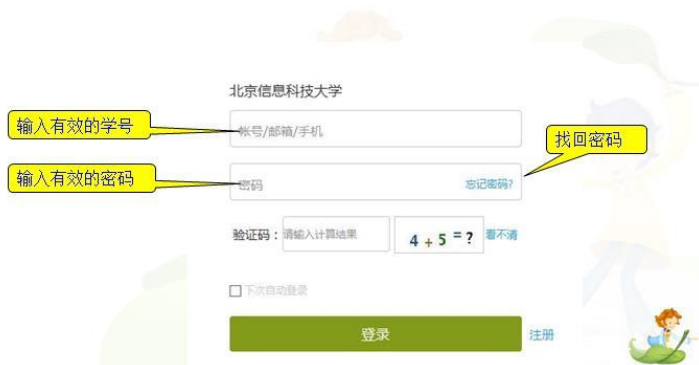 北京信息科技大学
输入有效的学号
帐号/邮箱/手机
找回密码
输入有效的密码
密码
忘记密码?
验证码：
请输入计算结果
4 + 5 = ?
看不清
下次自动登录
登录
注册